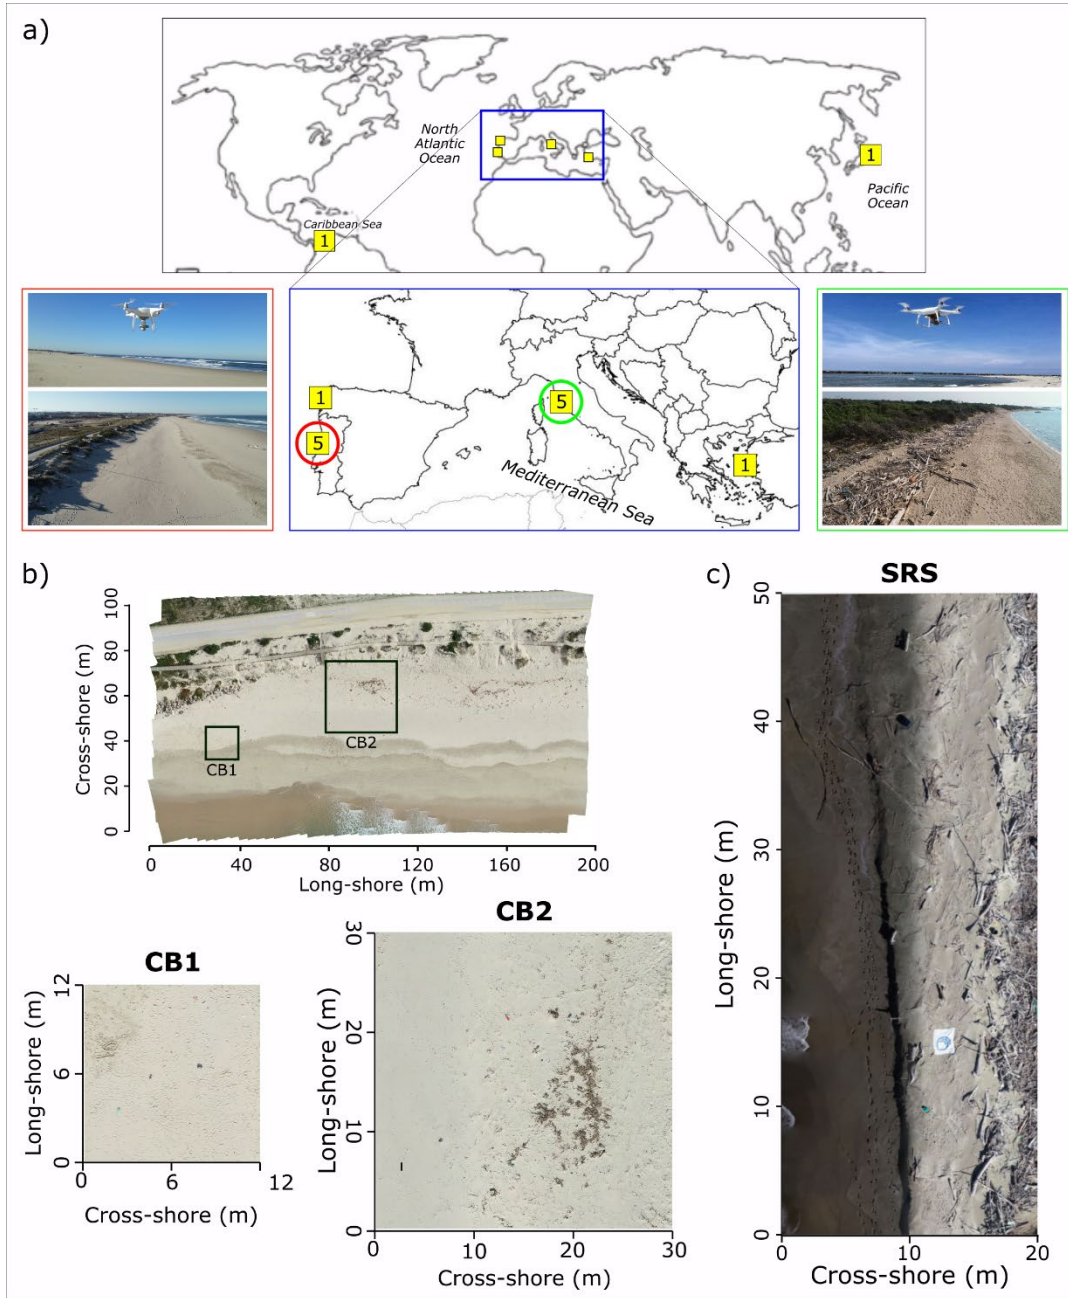 a)
North
Atlantic
Ocean
1
Pacific
Ocean
Caribbean Sea
1
1
5
5
1
Mediterranean Sea
b)
100
80
60
40
20
0
Cross-shore (m)
CB1
CB2
0
40
80
120
160
200
Long-shore (m)
CB1
12
6
0
Long-shore (m)
0
6
12
Cross-shore (m)
CB2
30
20
10
0
Long-shore (m)
0
10
20
30
Cross-shore (m)
c)
SRS
50
40
30
20
10
0
Long-shore (m)
0
10
20
Cross-shore (m)